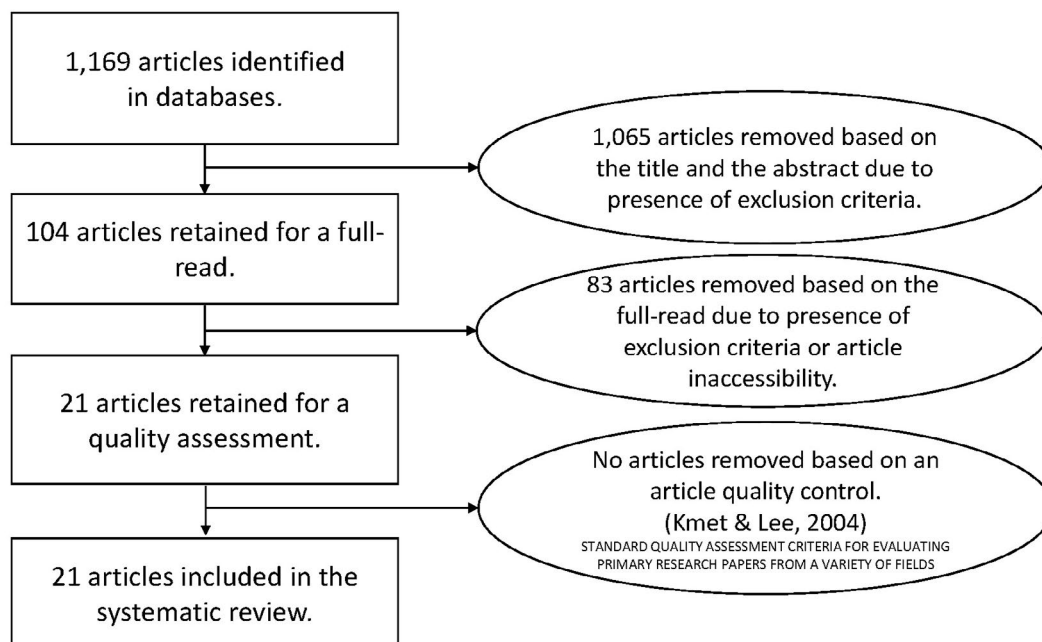 1,169 articles identified
in databases.
1,065 articles removed based on
the title and the abstract due to
presence of exclusion criteria.
104 articles retained for a full-
read.
83 articles removed based on the
full-read due to presence of
exclusion criteria or article
inaccessibility.
21 articles retained for a
quality assessment.
No articles removed based on an
article quality control.
(Kmet & Lee, 2004)
STANDARD QUALITY ASSESSMENT CRITERIA FOR EVALUATING
PRIMARY RESEARCH PAPERS FROM A VARIETY OF FIELDS
21 articles included in the
systematic review.